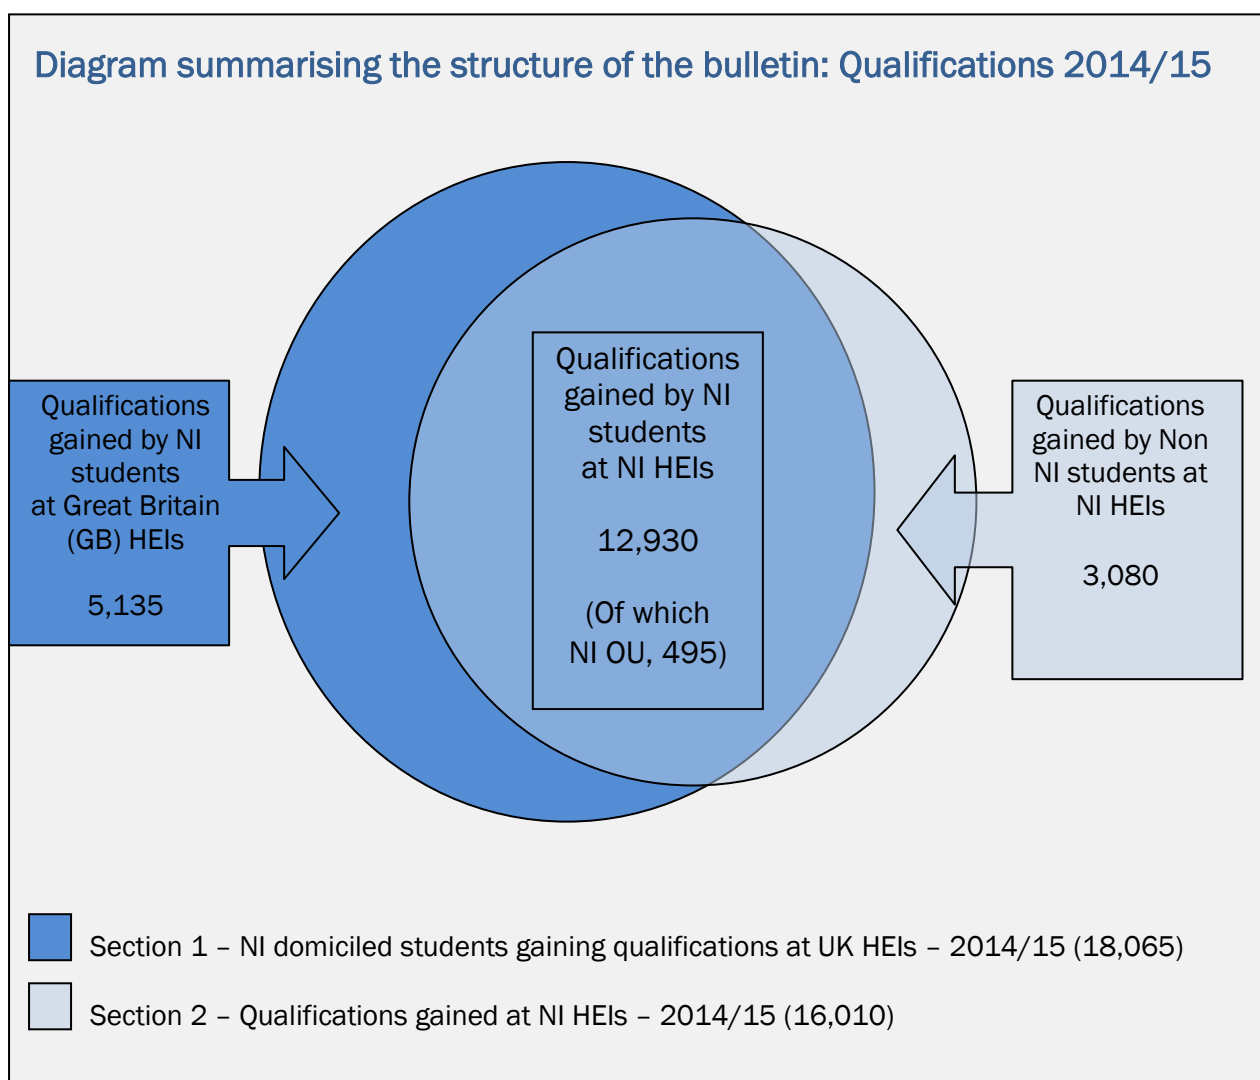 Diagram summarising the structure of the bulletin: Qualifications 2014/15
Qualifications
gained by NI
students
at Great Britain
(GB) HEIs
5,135
Qualifications
gained by NI
students
at NI HEIs
12,930
(Of which
NI OU, 495)
Qualifications
gained by Non
NI students at
NI HEIs
3,080
Section 1 – NI domiciled students gaining qualifications at UK HEIs – 2014/15 (18,065)
Section 2 – Qualifications gained at NI HEIs – 2014/15 (16,010)